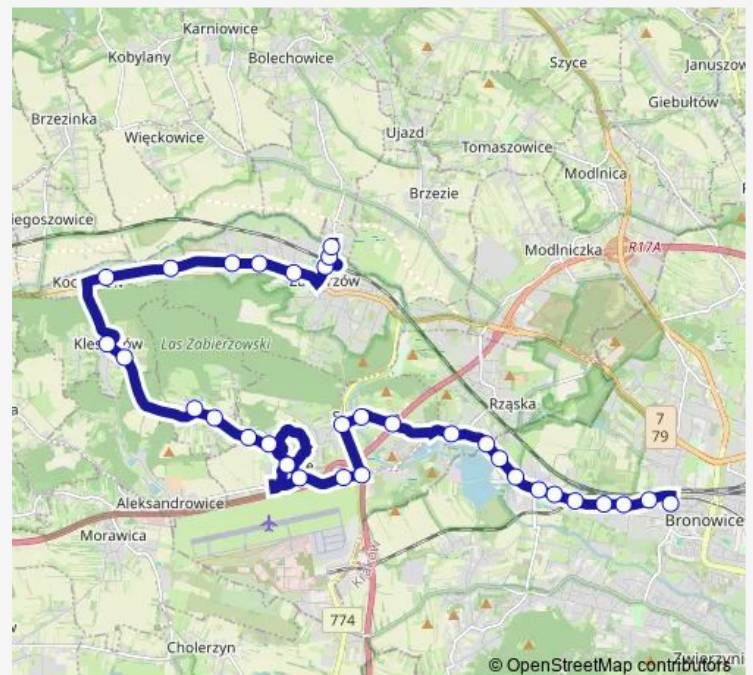 Karniowice
Kobylany
Bolechowice
Szyce
Januszow
Giebułtów
Brzezinka
Więckowice
Ujazd
Tomaszowice
Modlnica
Brzezie
iegoszowice
Modlniczka
R17A
Las Zabierzowski
Rząska
7
79
Aleksandrowice
Morawica
Bronowice
Kraków
774
Cholerzyn
© OpenStreetMap contributors